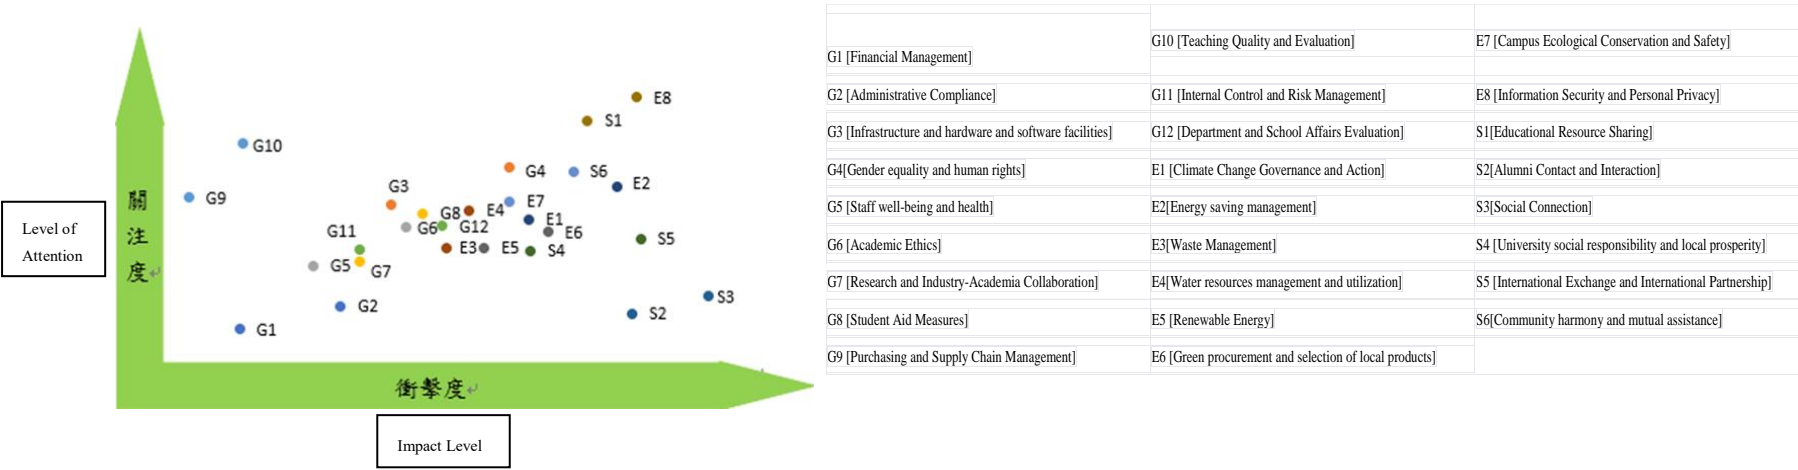 E8
S1
G10
G4
S6
E2
G3
G9
E7
G8
E4
G6
G12
E1
E6
G11
E3
E5
S4
S5
G5
G7
G2
S3
S2
G1
關
注
度
Level of
Attention
衝擊度
Impact Level
G1 [Financial Management]
G10 [Teaching Quality and Evaluation]
E7 [Campus Ecological Conservation and Safety]
G2 [Administrative Compliance]
G11 [Internal Control and Risk Management]
E8 [Information Security and Personal Privacy]
G3 [Infrastructure and hardware and software facilities]
G12 [Department and School Affairs Evaluation]
S1[Educational Resource Sharing]
G4[Gender equality and human rights]
E1 [Climate Change Governance and Action]
S2[Alumni Contact and Interaction]
G5 [Staff well-being and health]
E2[Energy saving management]
S3[Social Connection]
G6 [Academic Ethics]
E3[Waste Management]
S4 [University social responsibility and local prosperity]
G7 [Research and Industry-Academia Collaboration]
E4[Water resources management and utilization]
S5 [International Exchange and International Partnership]
G8 [Student Aid Measures]
E5 [Renewable Energy]
S6[Community harmony and mutual assistance]
G9 [Purchasing and Supply Chain Management]
E6 [Green procurement and selection of local products]